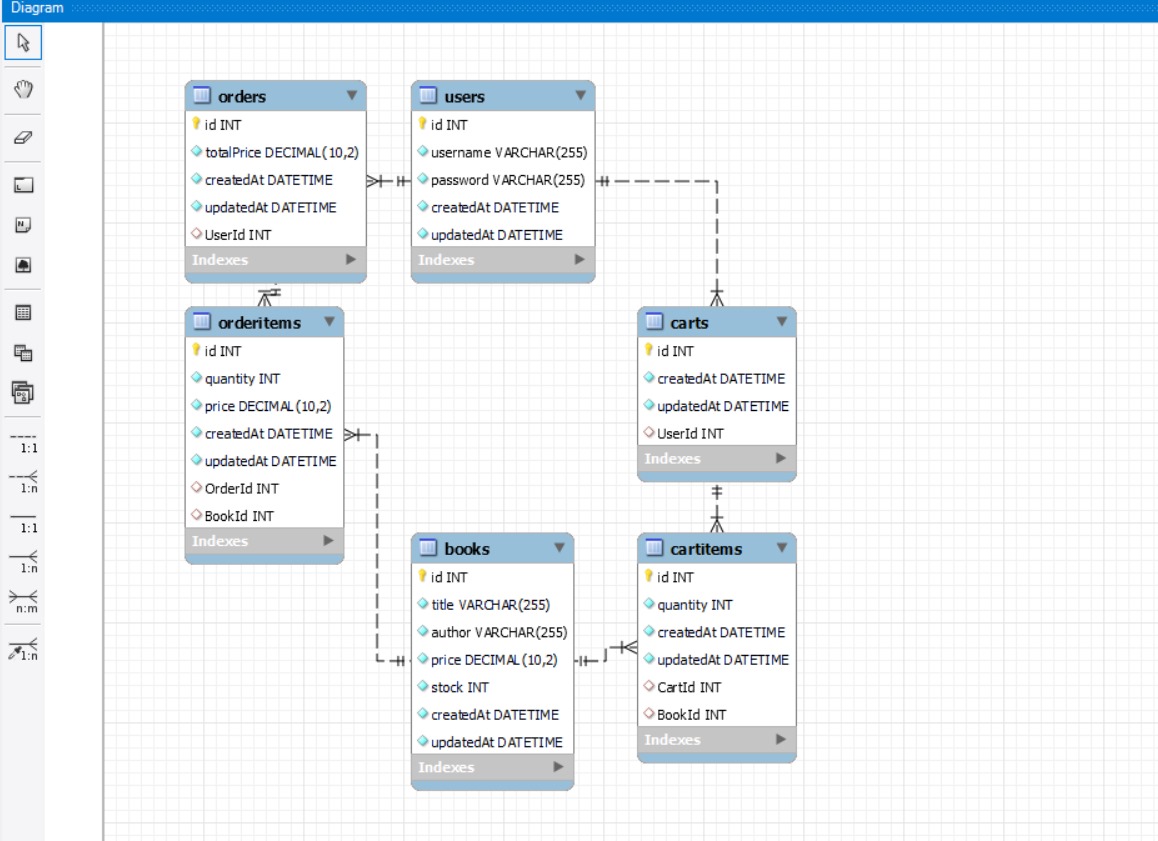 Diagram
orders
id INT
totalPrice DECIMAL(10,2)
createdAt DATETIME
updatedAt DATETIME
UserId INT
Indexes
users
id INT
username VARCHAR(255)
password VARCHAR(255)
createdAt DATETIME
updatedAt DATETIME
Indexes
orderitems
id INT
quantity INT
price DECIMAL(10,2)
createdAt DATETIME
updatedAt DATETIME
OrderId INT
BookId INT
Indexes
carts
id INT
createdAt DATETIME
updatedAt DATETIME
UserId INT
Indexes
books
id INT
title VARCHAR(255)
author VARCHAR(255)
price DECIMAL(10,2)
stock INT
createdAt DATETIME
updatedAt DATETIME
Indexes
cartitems
id INT
quantity INT
createdAt DATETIME
updatedAt DATETIME
CartId INT
BookId INT
Indexes
1:1
1:n
1:1
1:n
n:m
1:n